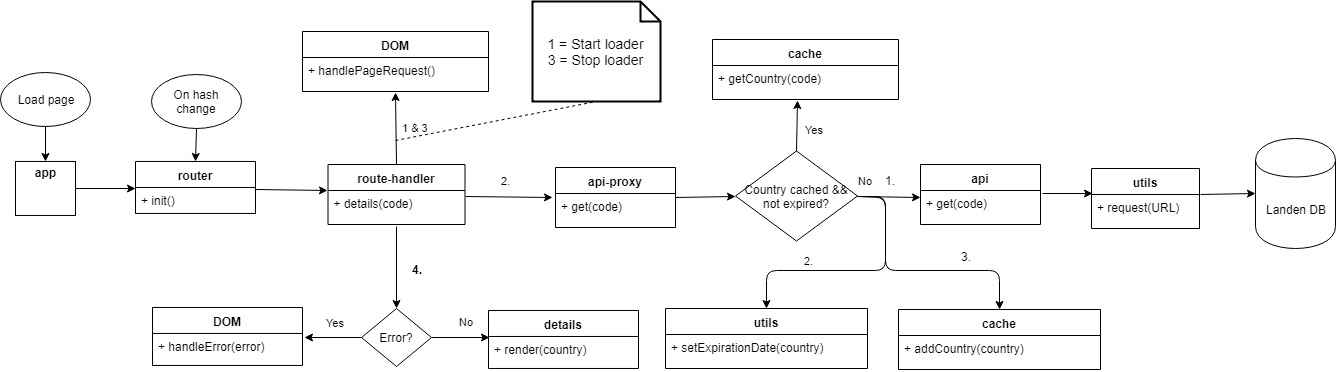 Load page
app
On hash
change
router
+ init()
DOM
+ handlePageRequest()
1 & 3
1 = Start loader
3 = Stop loader
route-handler
+ details(code)
2.
api-proxy
+ get(code)
cache
+ getCountry(code)
Yes
Country cached &&
not expired?
No
1.
api
+ get(code)
utils
+ request(URL)
Landen DB
2.
3.
utils
+ setExpirationDate(country)
cache
+ addCountry(country)
4.
Error?
Yes
No
DOM
+ handleError(error)
details
+ render(country)